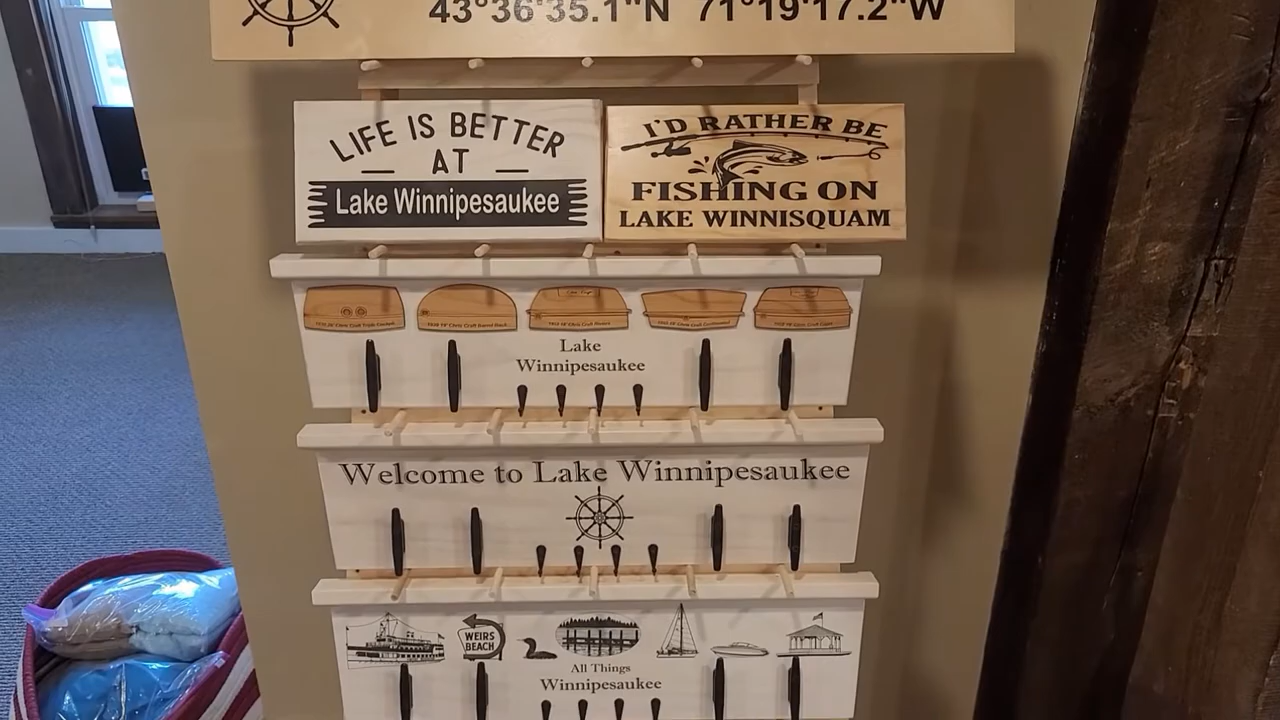 43°36'35.1"N 71°19'17.2"W
LIFE IS BETTER
AT
Lake Winnipesaukee
I'D RATHER BE
FISHING ON
LAKE WINNISQUAM
Lake
Winnipesaukee
Welcome to Lake Winnipesaukee
WEIRS
BEACH
All Things
Winnipesaukee